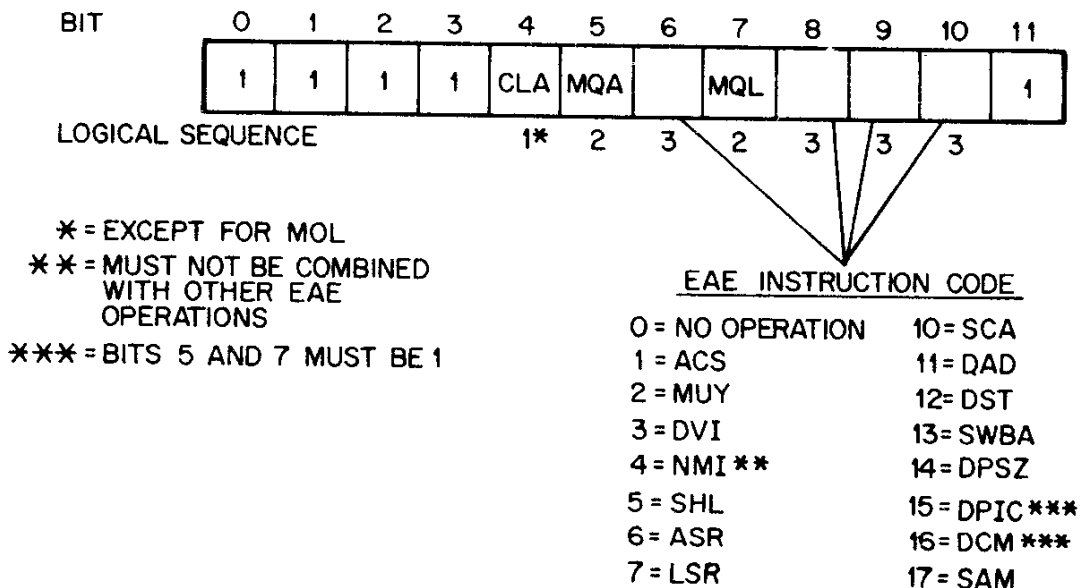 BIT 0 1 2 3 4 5 6 7 8 9 10 11
1 1 1 1 CLA MQA MQL 1
LOGICAL SEQUENCE 1* 2 3 2 3 3 3
* = EXCEPT FOR MOL
** = MUST NOT BE COMBINED
WITH OTHER EAE
OPERATIONS
*** = BITS 5 AND 7 MUST BE 1
EAE INSTRUCTION CODE
0 = NO OPERATION
1 = ACS
2 = MUY
3 = DVI
4 = NMI **
5 = SHL
6 = ASR
7 = LSR
10 = SCA
11 = DAD
12 = DST
13 = SWBA
14 = DPSZ
15 = DPIC ***
16 = DCM ***
17 = SAM